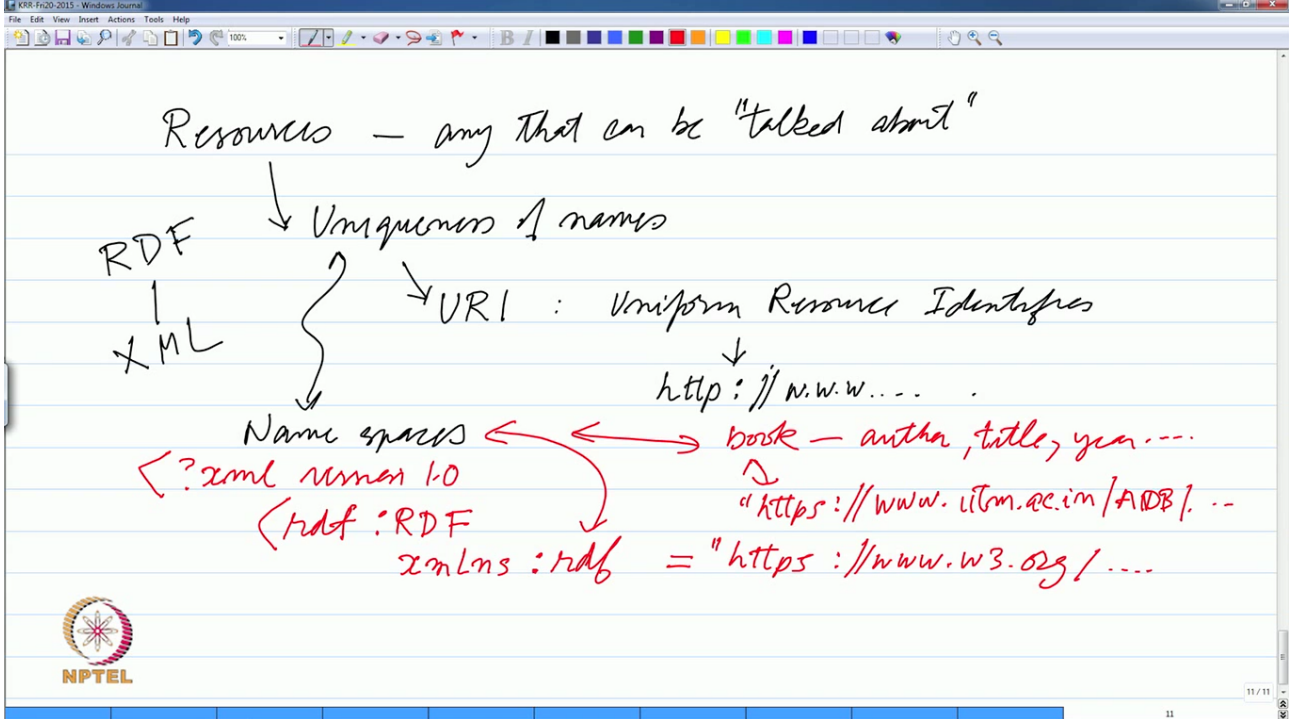 KRR-Fri20-2015 - Windows Journal
File Edit View Insert Actions Tools Help
100%
B I
Resources — any that can be "talked about"
Uniqueness of names
RDF
XML
URI : Uniform Resource Identifies
http://w.w.w.... .
Name spaces
book — author, title, year....
<?xml version 1.0
"https://www.iitm.ac.in/ADB/. ..
<rdf:RDF
xmlns:rdf = "https://www.w3.org/....
NPTEL
11 / 11
11